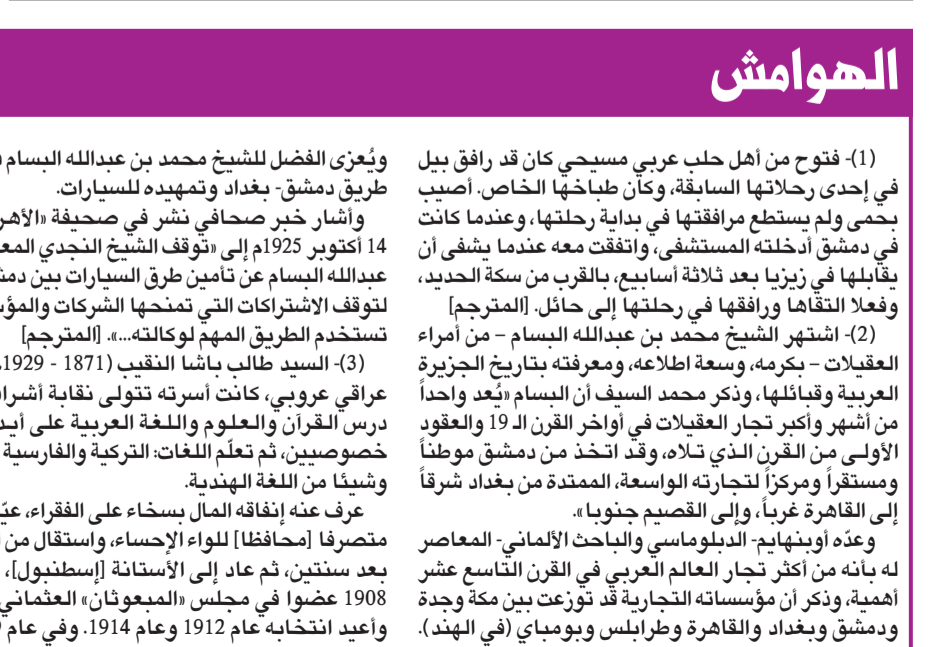 الهوامش
(1)- فتوح من أهل حلب عربي مسيحي كان قد رافق بيل
في إحدى رحلاتها السابقة، وكان طباخها الخاص. أصيب
بحمى ولم يستطع مرافقتها في بداية رحلتها، وعندما كانت
في دمشق أدخلته المستشفى، واتفقت معه عندما يشفى أن
يقابلها في زيزيا بعد ثلاثة أسابيع، بالقرب من سكة الحديد،
وفعلا التقاها ورافقها في رحلتها إلى حائل. [المترجم]
(2)- اشتهر الشيخ محمد بن عبدالله البسام – من أمراء
العقيلات – بكرمه، وسعة اطلاعه، ومعرفته بتاريخ الجزيرة
العربية وقبائلها، وذكر محمد السيف أن البسام «يُعد واحداً
من أشهر وأكبر تجار العقيلات في أواخر القرن الـ 19 والعقود
الأولى من القرن الذي تلاه، وقد اتخذ من دمشق موطناً
ومستقراً ومركزاً لتجارته الواسعة، الممتدة من بغداد شرقاً
إلى القاهرة غرباً، وإلى القصيم جنوبا».
وعدّه أوبنهايم- الدبلوماسي والباحث الألماني- المعاصر
له بأنه من أكثر تجار العالم العربي في القرن التاسع عشر
أهمية، وذكر أن مؤسساته التجارية قد توزعت بين مكة وجدة
ودمشق وبغداد والقاهرة وطرابلس وبومباي (في الهند).
ويُعزى الفضل للشيخ محمد بن عبدالله البسام
طريق دمشق- بغداد وتمهيده للسيارات.
وأشار خبر صحافي نشر في صحيفة
14 أكتوبر 1925م إلى «توقف الشيخ النجدي
عبدالله البسام عن تأمين طرق السيارات بين
لتوقف الاشتراكات التي تمنحها الشركات
تستخدم الطريق المهم لوكالته...». [المترجم]
(3)- السيد طالب باشا النقيب (1871 - 1929
عراقي عروبي، كانت أسرته تتولى نقابة
درس القرآن والعلوم واللغة العربية على
خصوصيين، ثم تعلّم اللغات: التركية والفارسية
وشيئا من اللغة الهندية.
عرف عنه إنفاقه المال بسخاء على الفقراء،
متصرفا [محافظا] للواء الإحساء، واستقال من
بعد سنتين، ثم عاد إلى الأستانة [إسطنبول]،
1908 عضوا في مجلس «المبعوثان» العثماني
وأعيد انتخابه عام 1912 وعام 1914. وفي عام